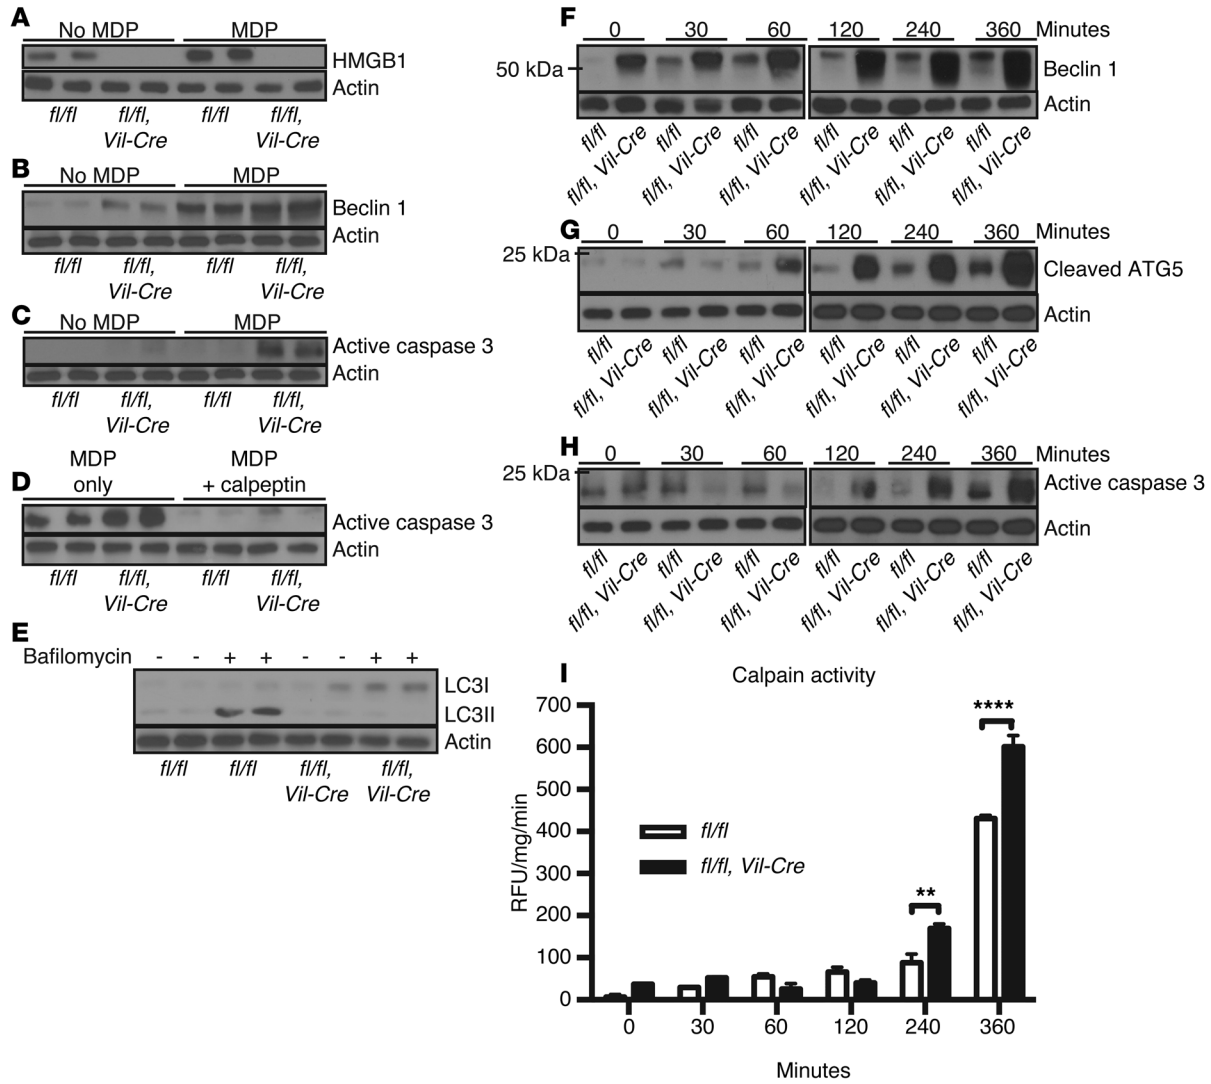 A
No MDP MDP
HMGB1
Actin
fl/fl fl/fl, fl/fl fl/fl,
Vil-Cre Vil-Cre
B
No MDP MDP
Beclin 1
Actin
fl/fl fl/fl, fl/fl fl/fl,
Vil-Cre Vil-Cre
C
No MDP MDP
Active caspase 3
Actin
fl/fl fl/fl, fl/fl fl/fl,
Vil-Cre Vil-Cre
D
MDP MDP
only + calpeptin
Active caspase 3
Actin
fl/fl fl/fl, fl/fl fl/fl,
Vil-Cre Vil-Cre
E
Bafilomycin - - + + - - + +
LC3I
LC3II
Actin
fl/fl fl/fl fl/fl, fl/fl,
Vil-Cre Vil-Cre
F
0 30 60 120 240 360 Minutes
50 kDa
Beclin 1
Actin
fl/fl fl/fl, Vil-Cre fl/fl fl/fl, Vil-Cre fl/fl fl/fl, Vil-Cre fl/fl fl/fl, Vil-Cre fl/fl fl/fl, Vil-Cre fl/fl fl/fl, Vil-Cre
G
0 30 60 120 240 360 Minutes
25 kDa
Cleaved ATG5
Actin
fl/fl fl/fl, Vil-Cre fl/fl fl/fl, Vil-Cre fl/fl fl/fl, Vil-Cre fl/fl fl/fl, Vil-Cre fl/fl fl/fl, Vil-Cre fl/fl fl/fl, Vil-Cre
H
0 30 60 120 240 360 Minutes
25 kDa
Active caspase 3
Actin
fl/fl fl/fl, Vil-Cre fl/fl fl/fl, Vil-Cre fl/fl fl/fl, Vil-Cre fl/fl fl/fl, Vil-Cre fl/fl fl/fl, Vil-Cre fl/fl fl/fl, Vil-Cre
I
Calpain activity
700
600
500
400
300
200
100
0
RFU/mg/min
fl/fl
fl/fl, Vil-Cre
**
****
0 30 60 120 240 360
Minutes